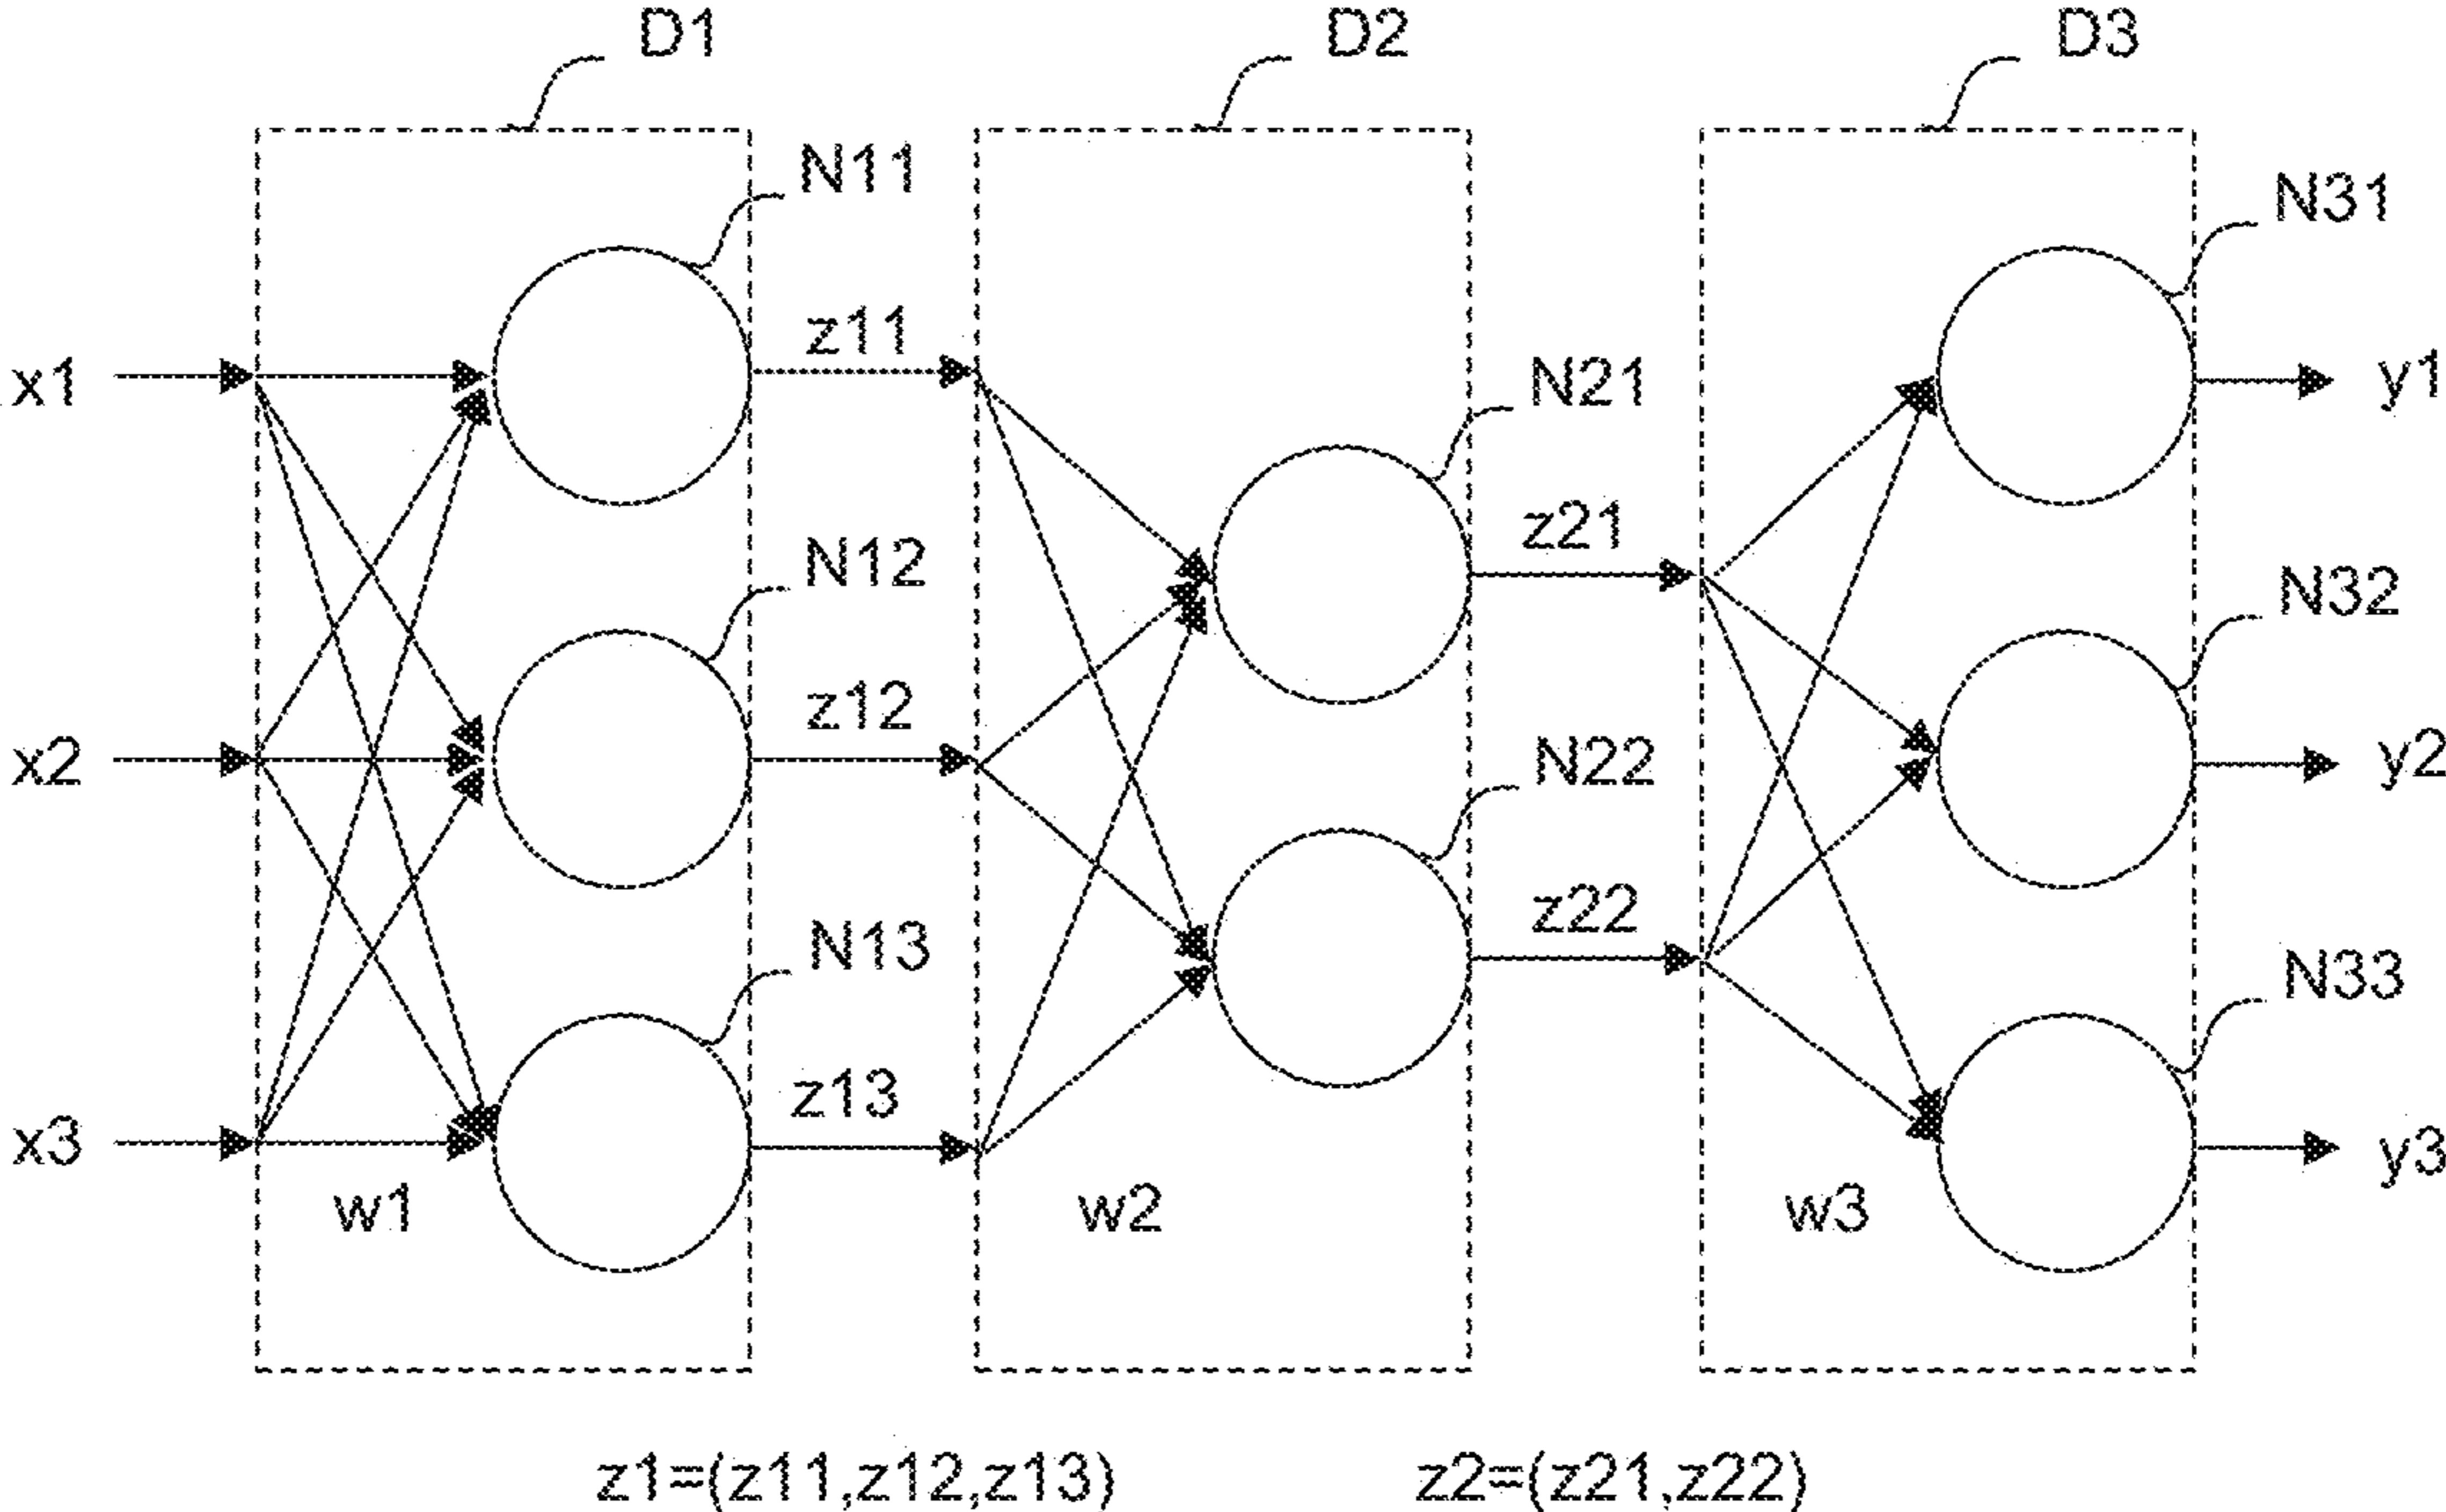 D1
D2
D3
N11
N31
z11
x1
N21
y1
z21
N12
N32
z12
x2
N22
y2
z22
N13
N33
z13
x3
y3
w1
w2
w3
z1=(z11,z12,z13)
z2=(z21,z22)